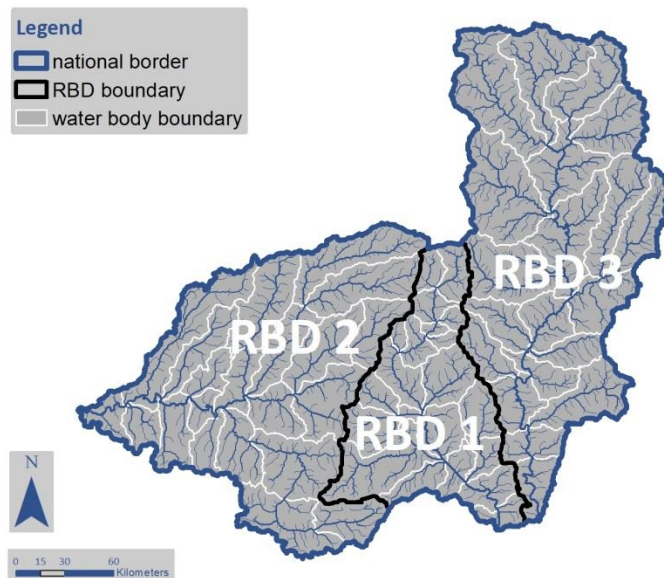 Legend
national border
RBD boundary
water body boundary
RBD 3
RBD 2
RBD 1
N
0 15 30 60
Kilometers